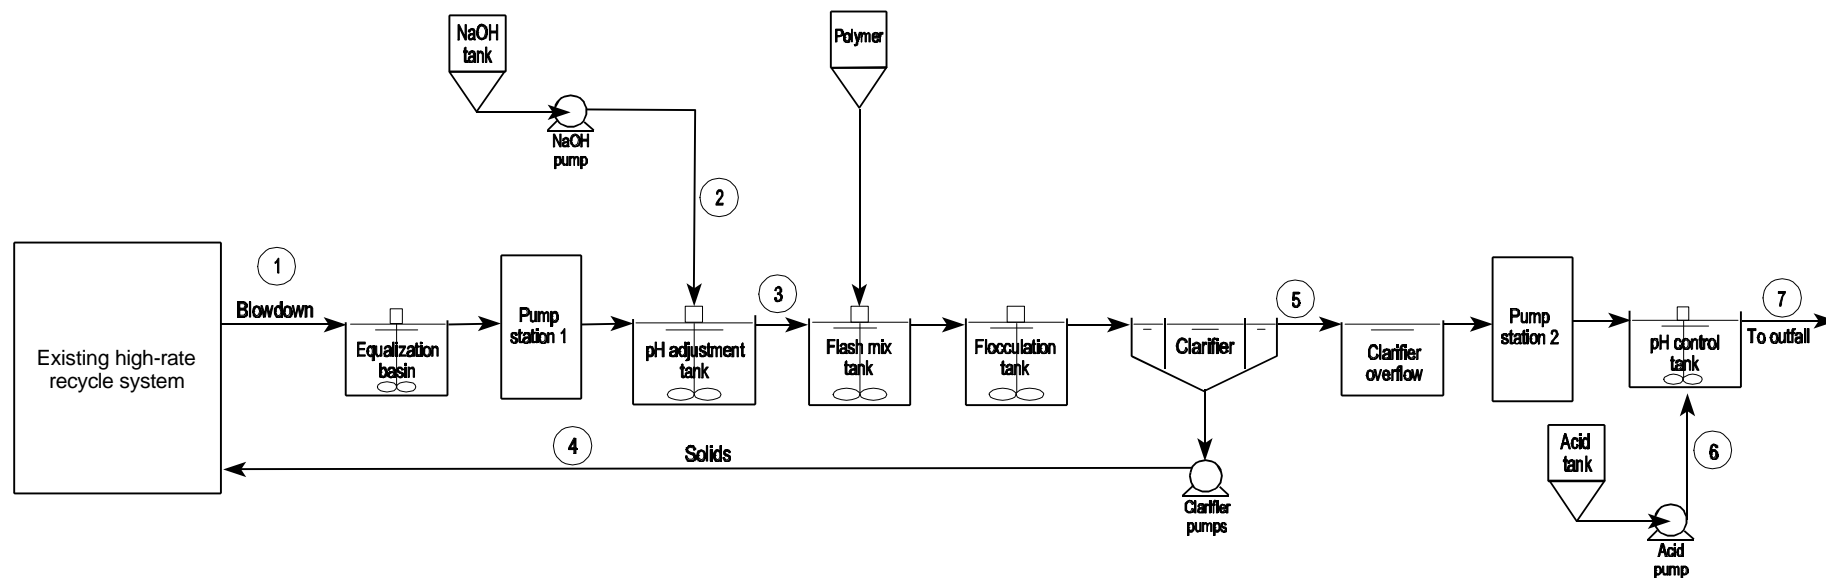 NaOH
tank
Polymer
NaOH
pump
2
1
Blowdown
3
5
7
To outfall
Existing high-rate
recycle system
Equalization
basin
Pump
station 1
pH adjustment
tank
Flash mix
tank
Flocculation
tank
Clarifier
Clarifier
overflow
Pump
station 2
pH control
tank
4
Solids
Clarifier
pumps
Acid
tank
6
Acid
pump